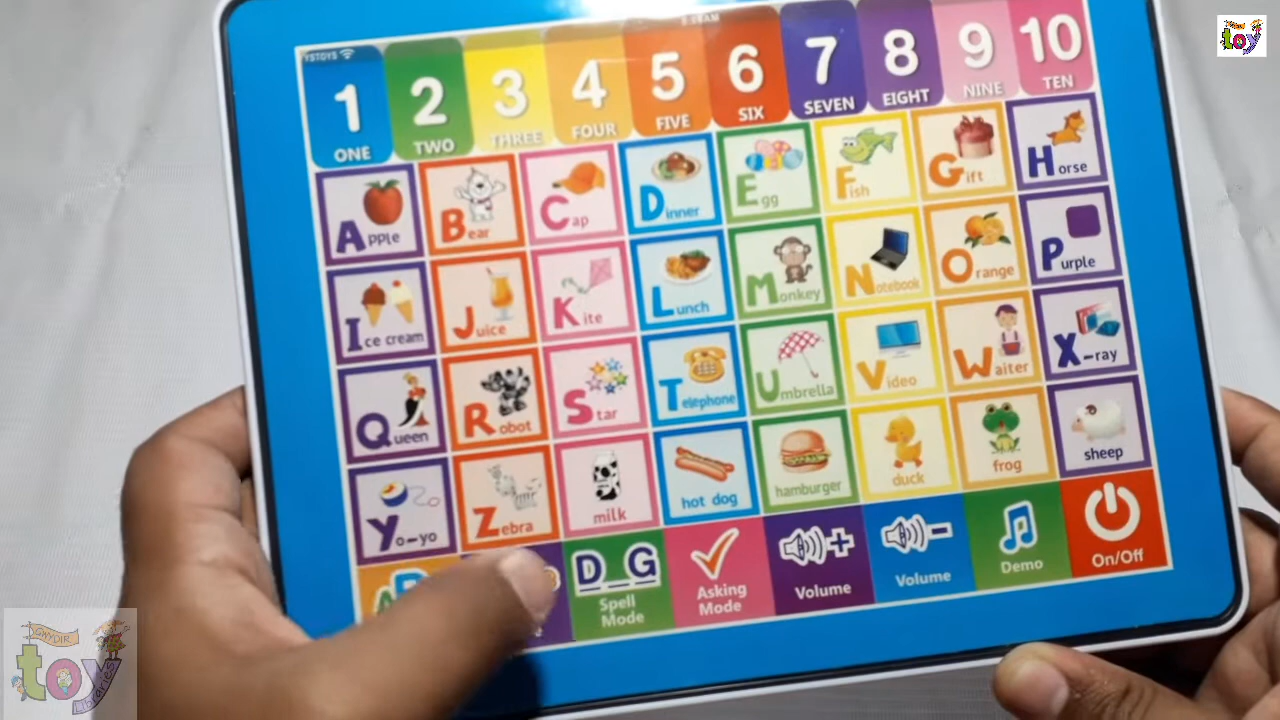 toy
YSTOYS
1 2 3 4 5 6 7 8 9 10
ONE TWO THREE FOUR FIVE SIX SEVEN EIGHT NINE TEN
Apple Bear Cap Dinner Egg Fish Gift Horse
Ice cream Juice Kite Lunch Monkey Notebook Orange Purple
Queen Robot Star Telephone Umbrella Video Waiter X-ray
Yo-yo Zebra milk hot dog hamburger duck frog sheep
D_G
Spell Mode
Asking Mode
Volume
Volume
Demo
On/Off
GWYDIR
toy
Libraries